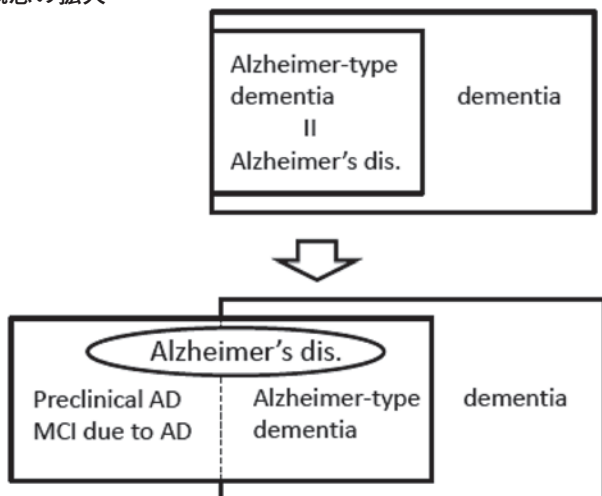 念の拡大
Alzheimer-type
dementia
dementia
II
Alzheimer's dis.
Alzheimer's dis.
Preclinical AD
MCI due to AD
Alzheimer-type
dementia
dementia